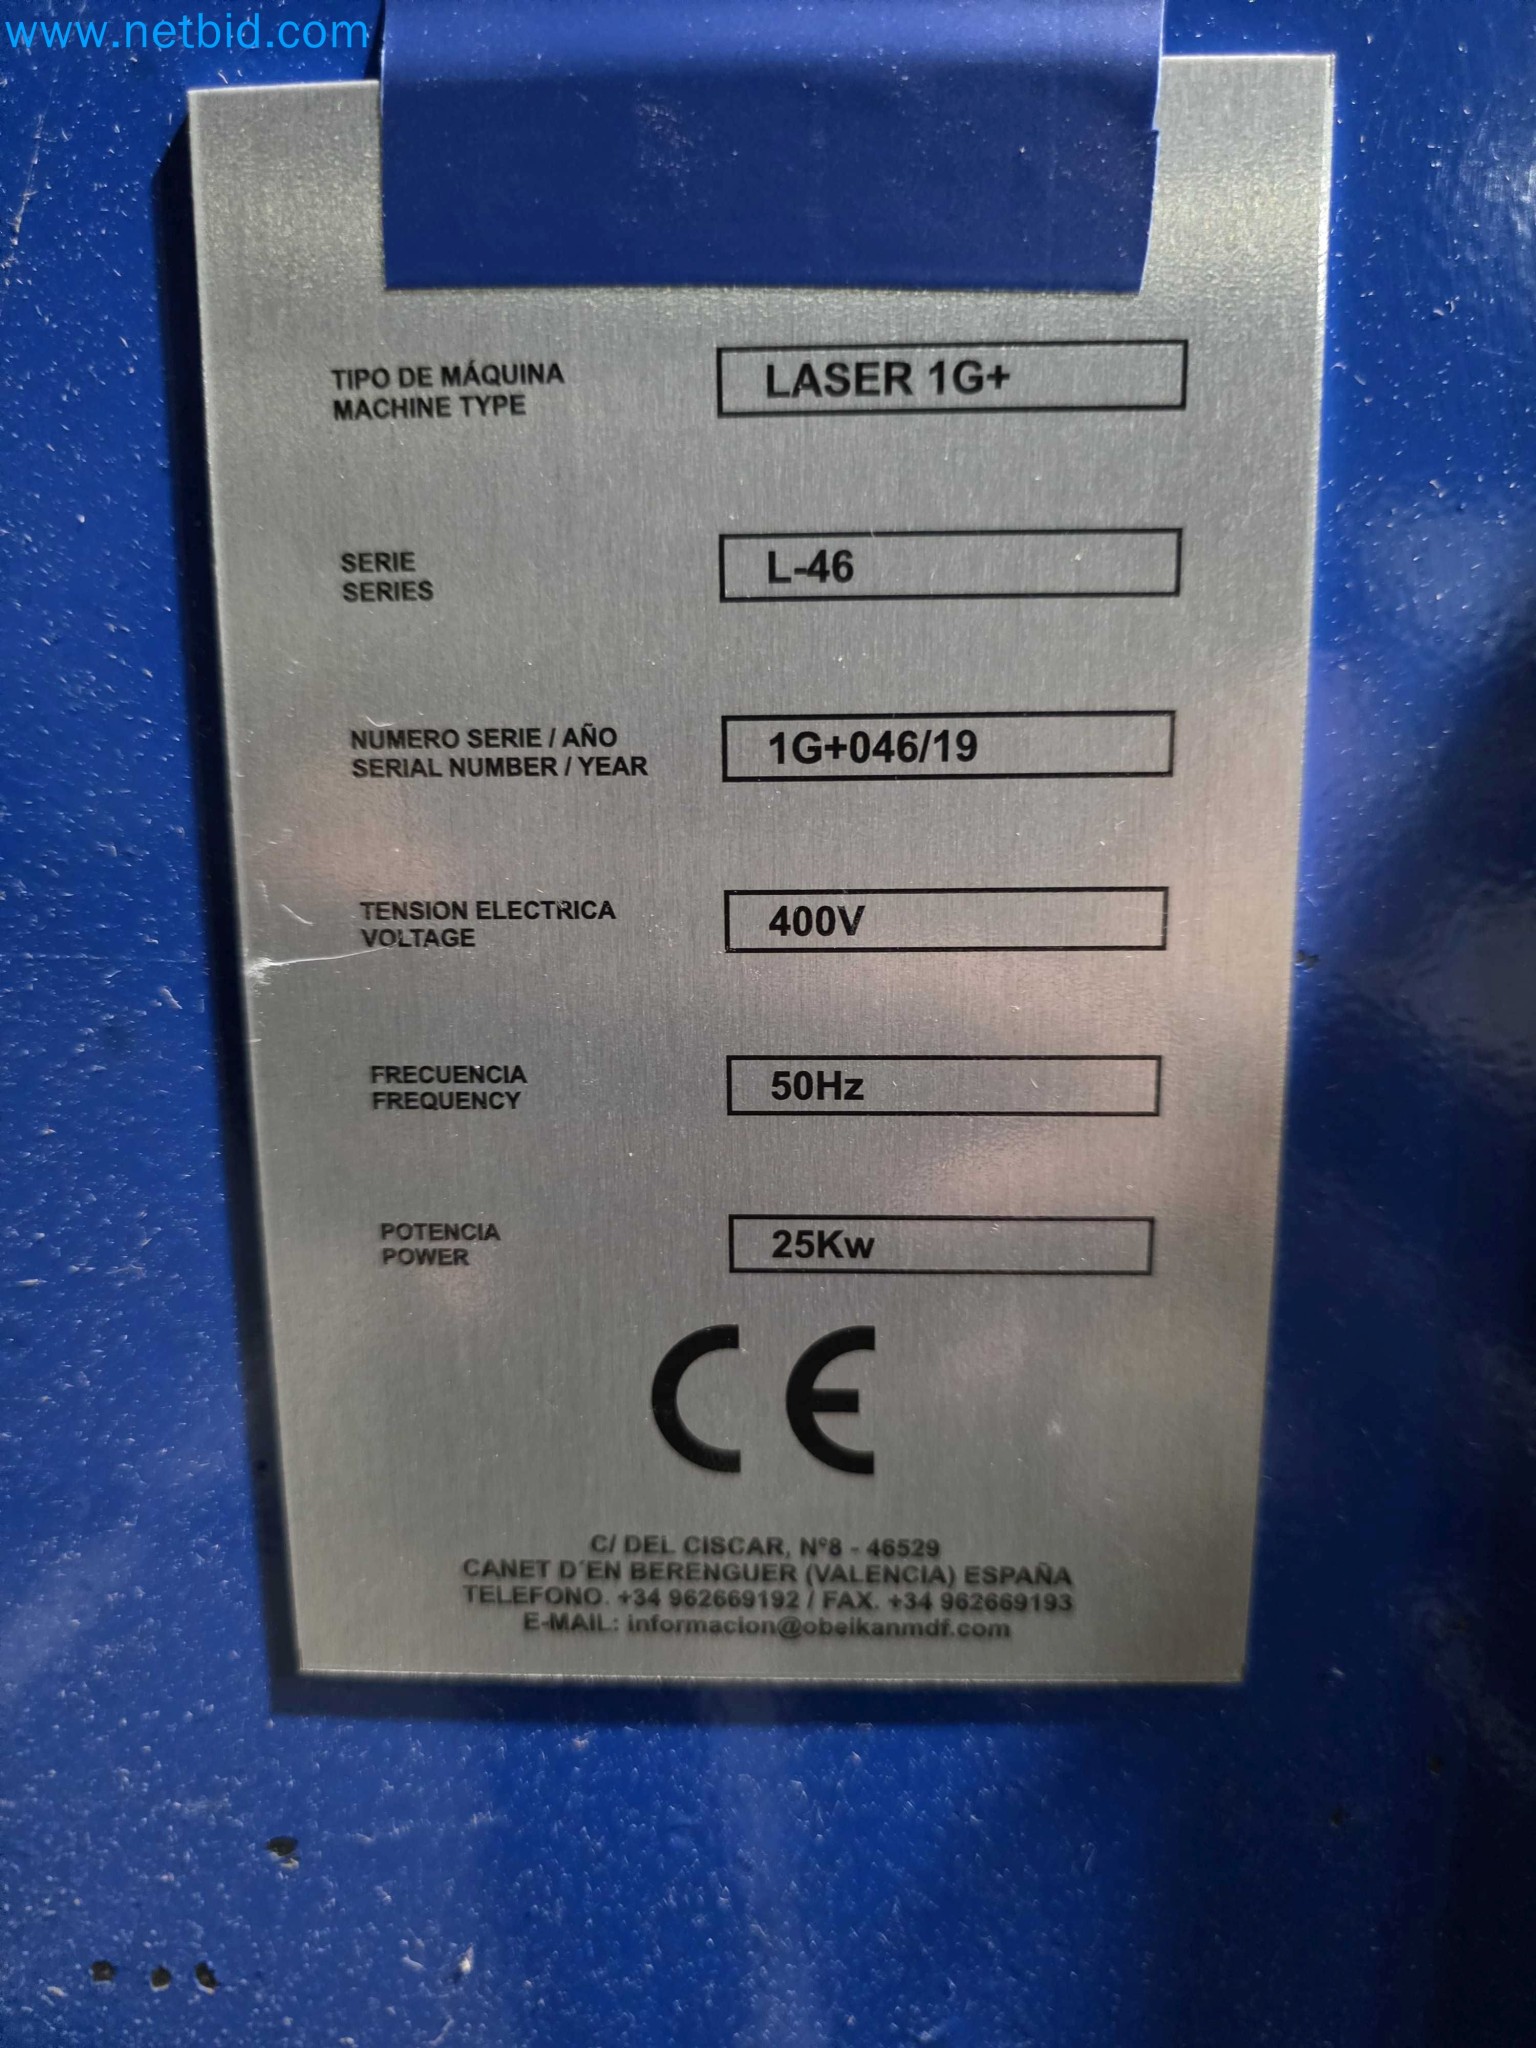 www.netbid.com
TIPO DE MÁQUINA
MACHINE TYPE
LASER 1G+
SERIE
SERIES
L-46
NUMERO SERIE / AÑO
SERIAL NUMBER / YEAR
1G+046/19
TENSION ELECTRICA
VOLTAGE
400V
FRECUENCIA
FREQUENCY
50Hz
POTENCIA
POWER
25Kw
CE
C/ DEL CISCAR, Nº8 - 46529
CANET D´EN BERENGUER (VALENCIA) ESPAÑA
TELEFONO. +34 962669192 / FAX. +34 962669193
E-MAIL: informacion@obeikanmdf.com